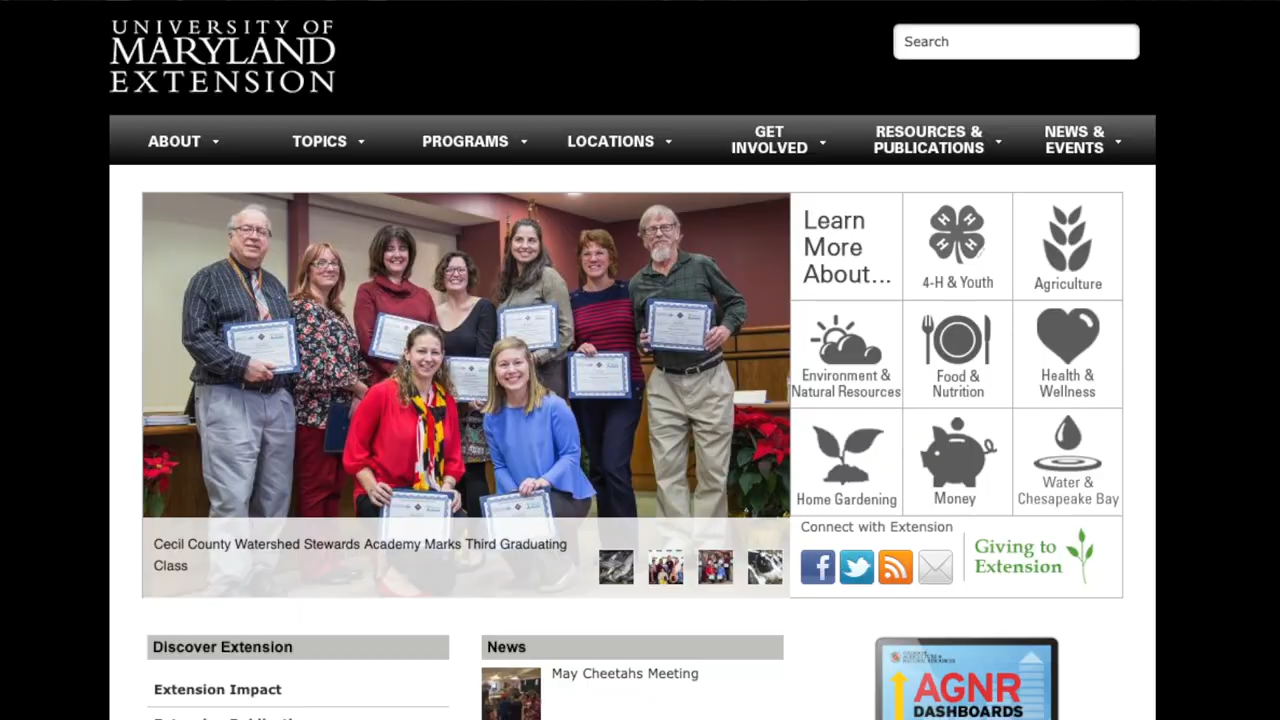 UNIVERSITY OF
MARYLAND
EXTENSION
Search
ABOUT
TOPICS
PROGRAMS
LOCATIONS
GET
INVOLVED
RESOURCES &
PUBLICATIONS
NEWS &
EVENTS
Learn
More
About...
4-H & Youth
Agriculture
Environment &
Natural Resources
Food &
Nutrition
Health &
Wellness
Home Gardening
Money
Water &
Chesapeake Bay
Cecil County Watershed Stewards Academy Marks Third Graduating
Class
Connect with Extension
Giving to
Extension
Discover Extension
Extension Impact
News
May Cheetahs Meeting
AGNR
DASHBOARDS